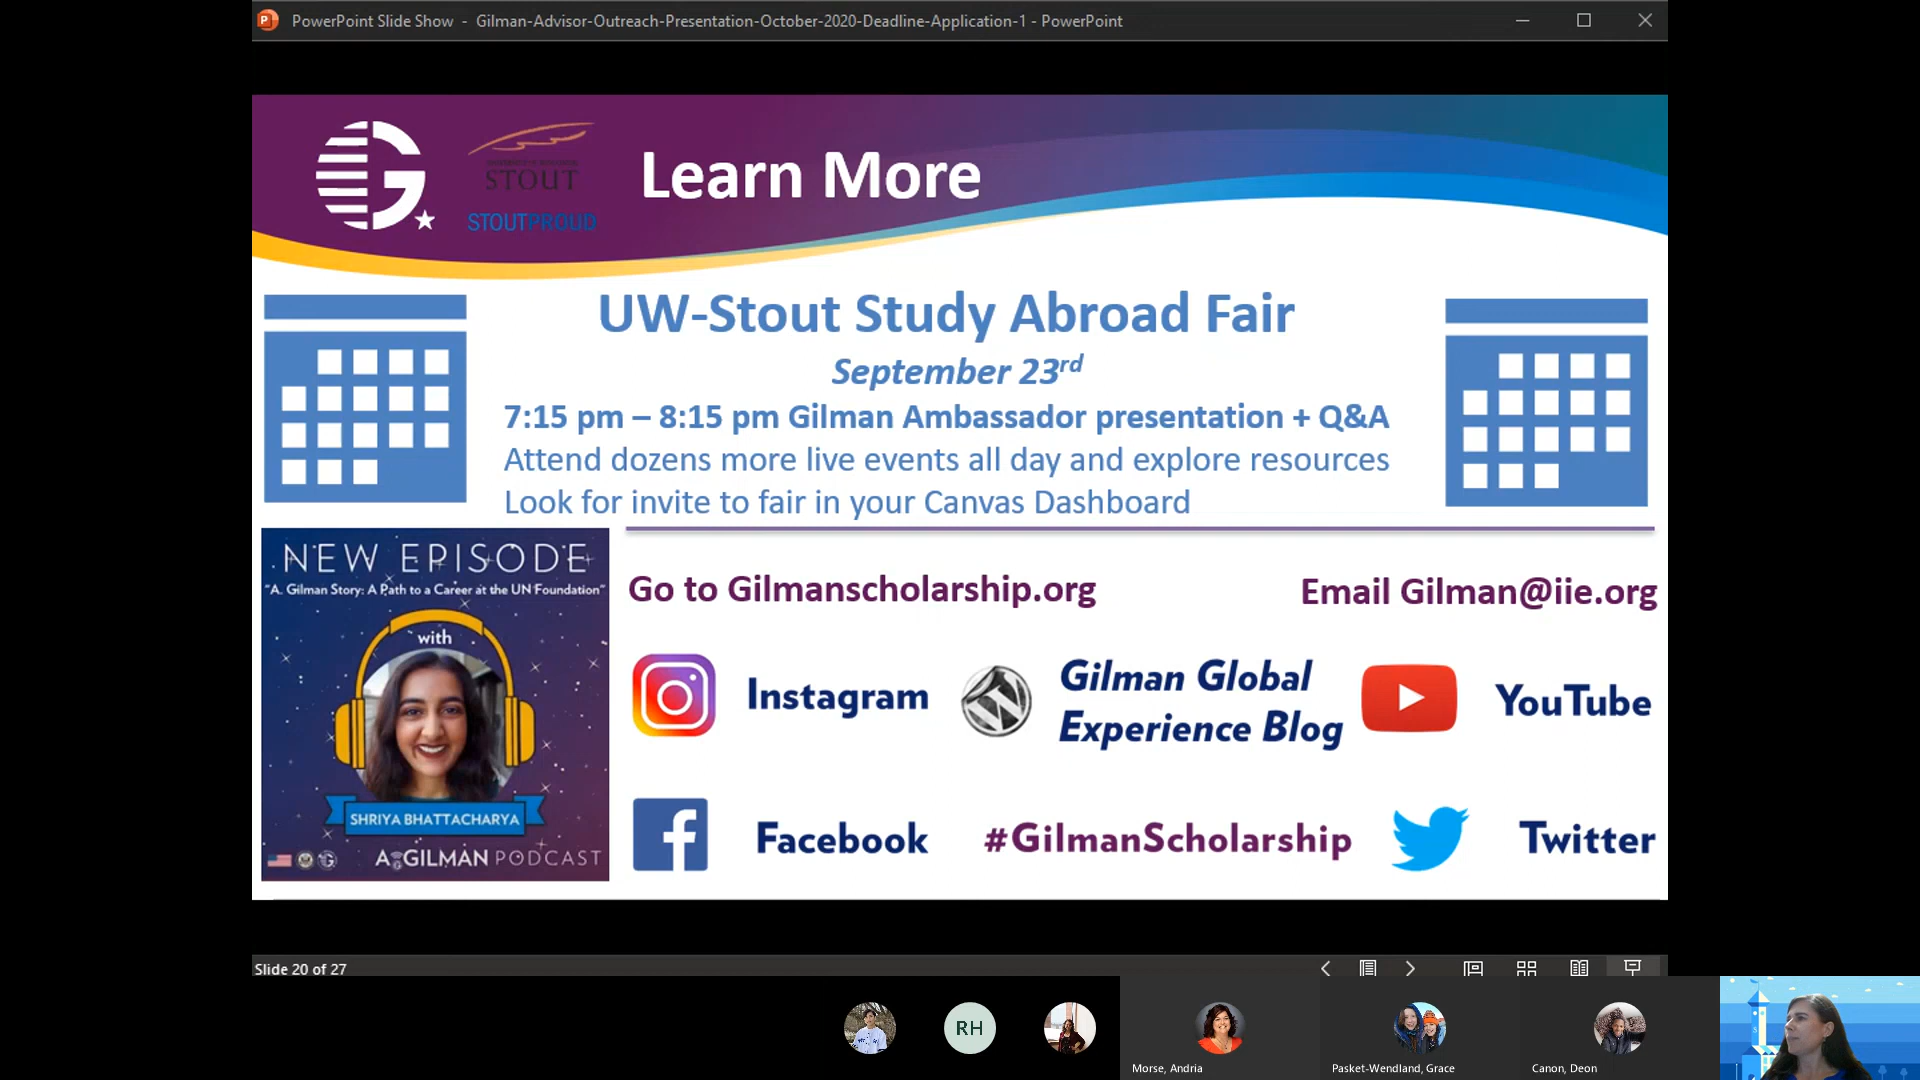 PowerPoint Slide Show - Gilman-Advisor-Outreach-Presentation-October-2020-Deadline-Application-1 - PowerPoint
G
UNIVERSITY OF WISCONSIN
STOUT
STOUTPROUD
Learn More
UW-Stout Study Abroad Fair
September 23rd
7:15 pm – 8:15 pm Gilman Ambassador presentation + Q&A
Attend dozens more live events all day and explore resources
Look for invite to fair in your Canvas Dashboard
NEW EPISODE
"A. Gilman Story: A Path to a Career at the UN Foundation"
with
SHRIYA BHATTACHARYA
A GILMAN PODCAST
Go to Gilmanscholarship.org
Email Gilman@iie.org
Instagram
Gilman Global
Experience Blog
YouTube
Facebook
#GilmanScholarship
Twitter
Slide 20 of 27
RH
Morse, Andria
Pasket-Wendland, Grace
Canon, Deon